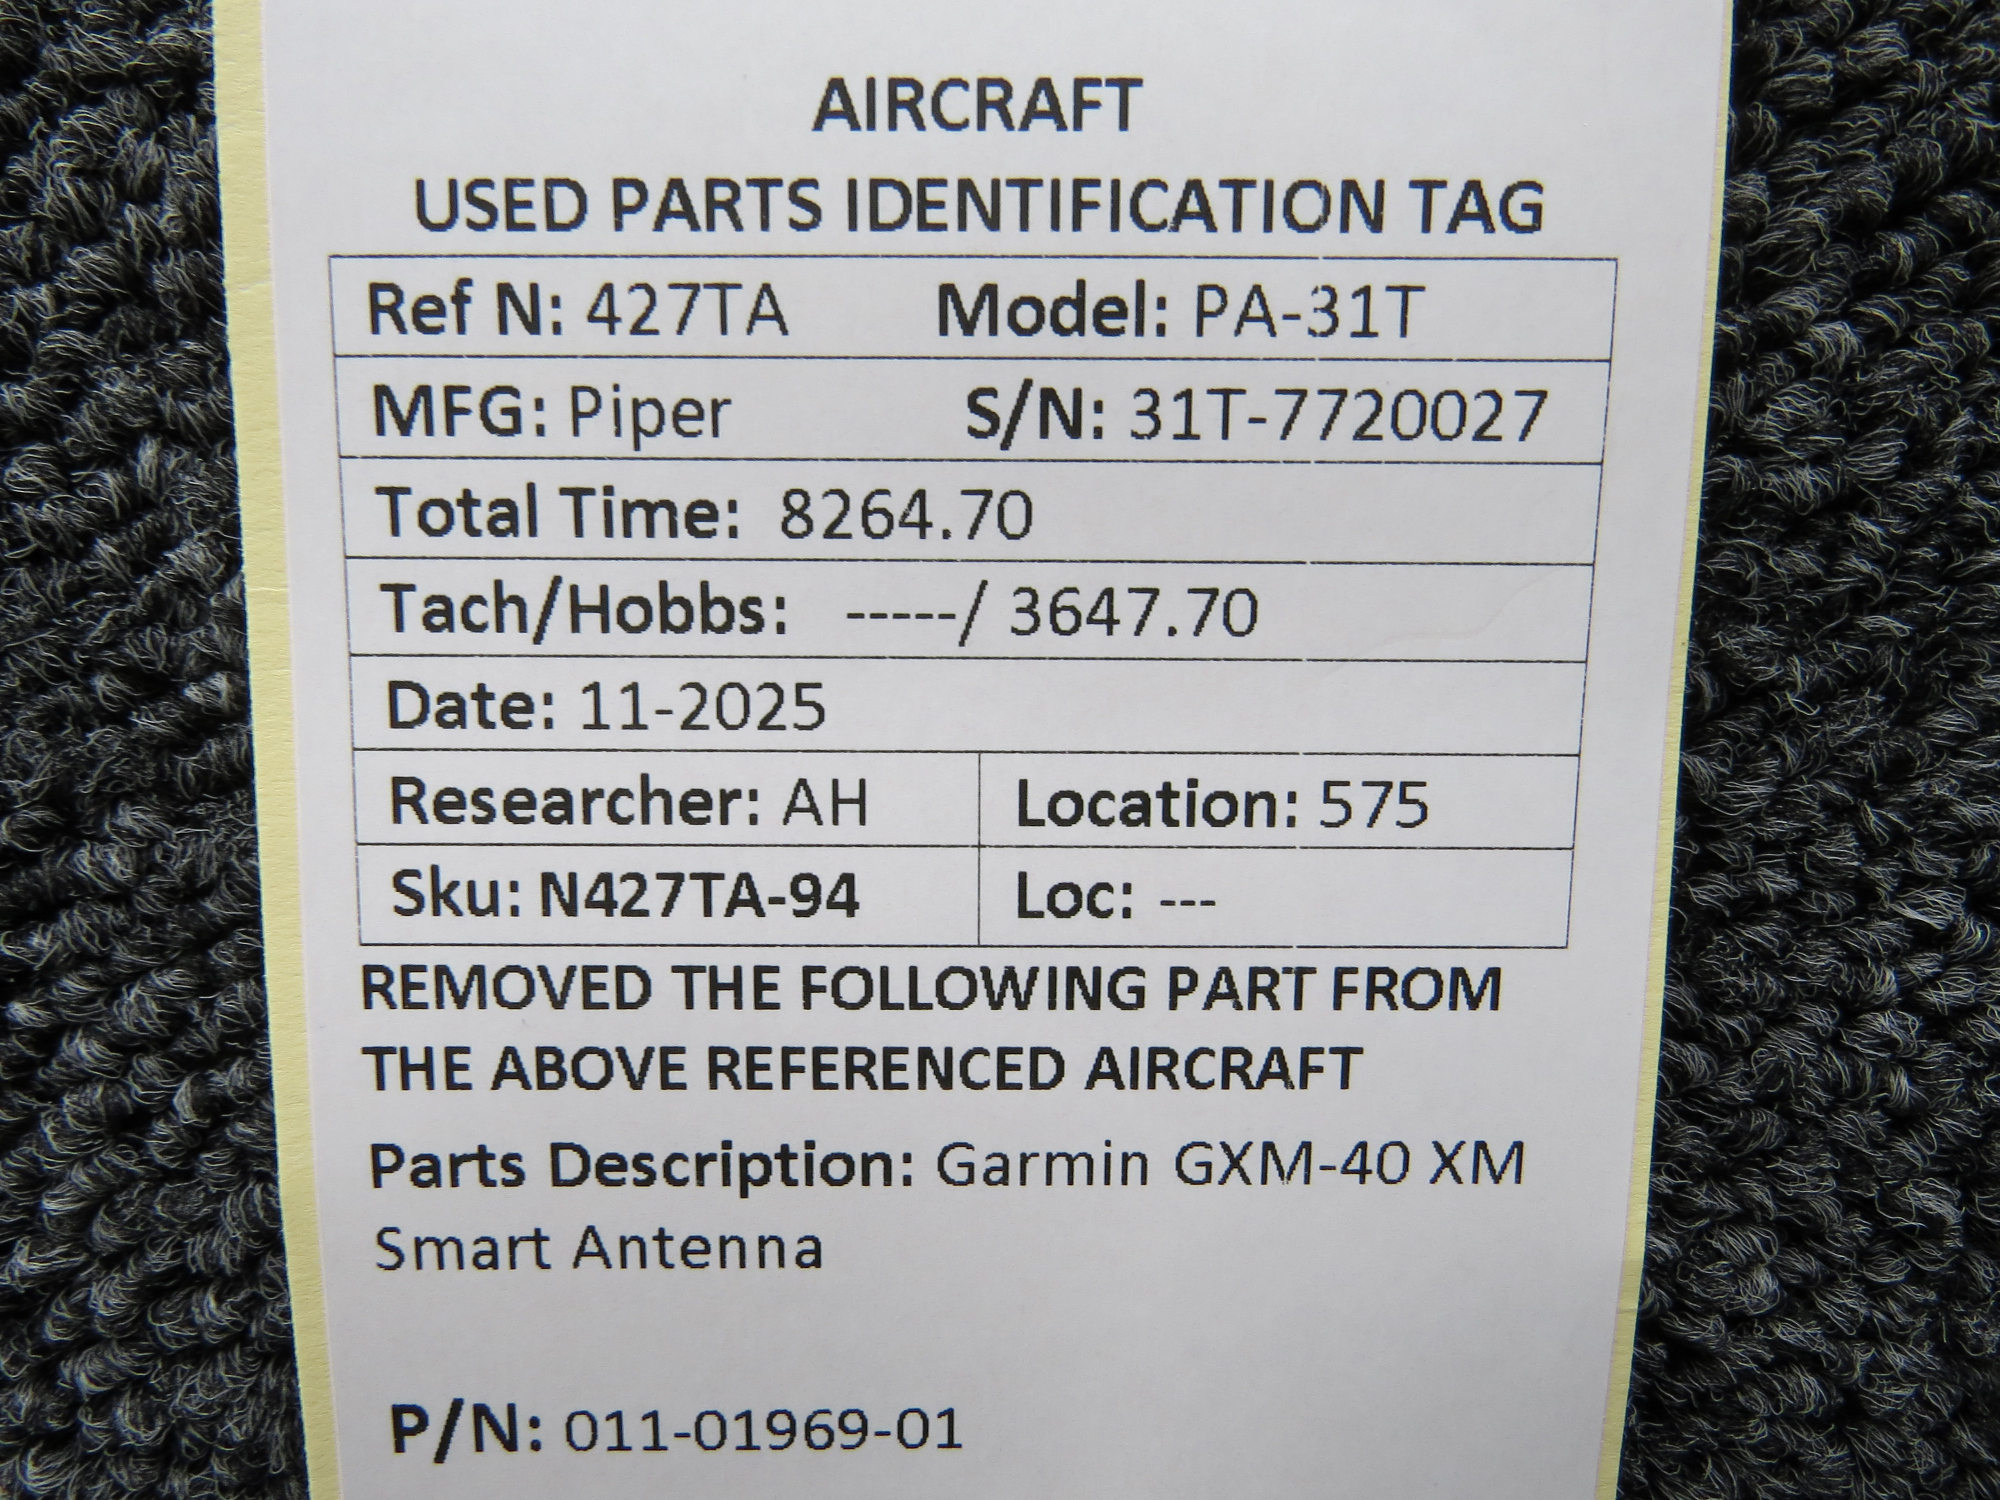 AIRCRAFT
USED PARTS IDENTIFICATION TAG
Ref N: 427TA Model: PA-31T
MFG: Piper S/N: 31T-7720027
Total Time: 8264.70
Tach/Hobbs: -----/ 3647.70
Date: 11-2025
Researcher: AH Location: 575
Sku: N427TA-94 Loc: ---
REMOVED THE FOLLOWING PART FROM
THE ABOVE REFERENCED AIRCRAFT
Parts Description: Garmin GXM-40 XM
Smart Antenna
P/N: 011-01969-01